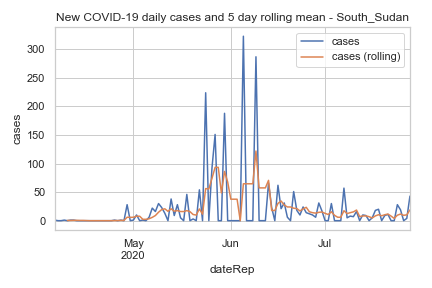 New COVID-19 daily cases and 5 day rolling mean - South_Sudan
cases
cases (rolling)
cases
300
250
200
150
100
50
0
May
2020
Jun
Jul
dateRep